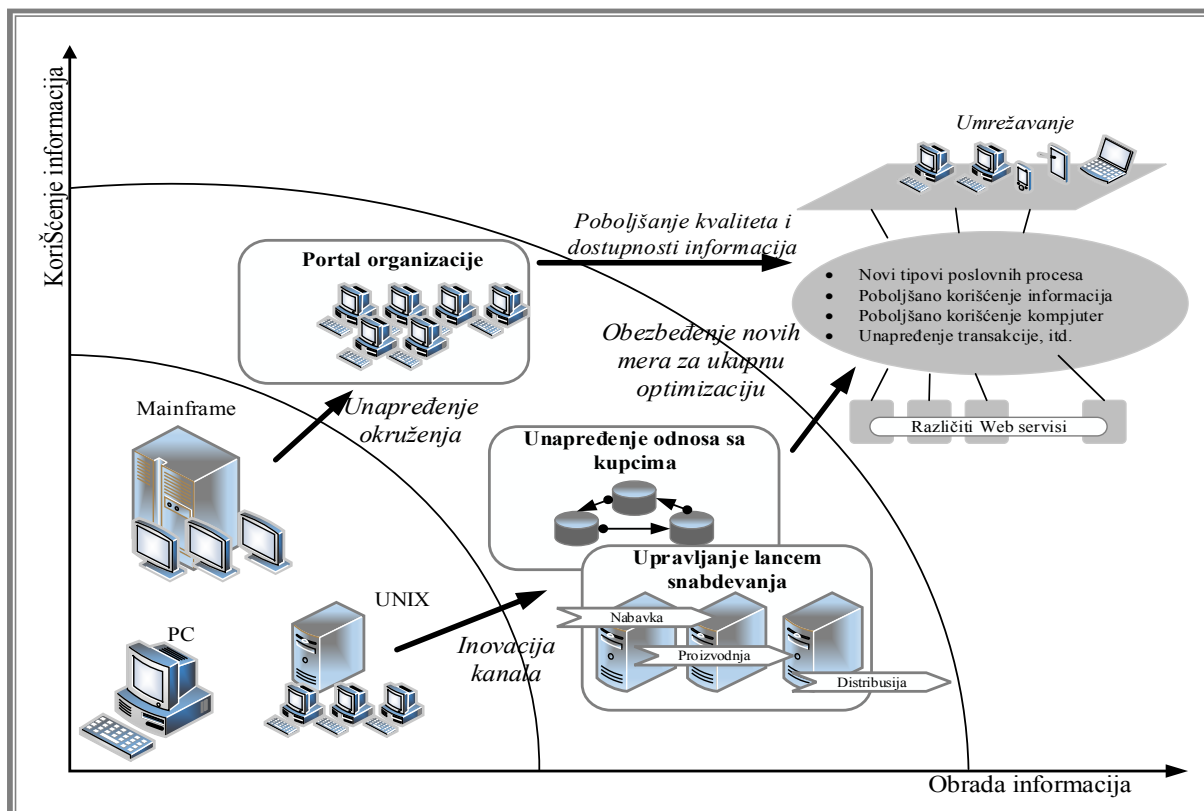 KoriŠćenje informacija
Umrežavanje
Poboljšanje kvaliteta i
dostupnosti informacija
Portal organizacije
• Novi tipovi poslovnih procesa
• Poboljšano korišćenje informacija
• Poboljšano korišćenje kompjuter
• Unapređenje transakcije, itd.
Obezbeđenje novih
mera za ukupnu
optimizaciju
Mainframe
Unapređenje
okruženja
Različiti Web servisi
Unapređenje odnosa sa
kupcima
Upravljanje lancem
snabdevanja
UNIX
Nabavka
PC
Inovacija
kanala
Proizvodnja
Distribusija
Obrada informacija